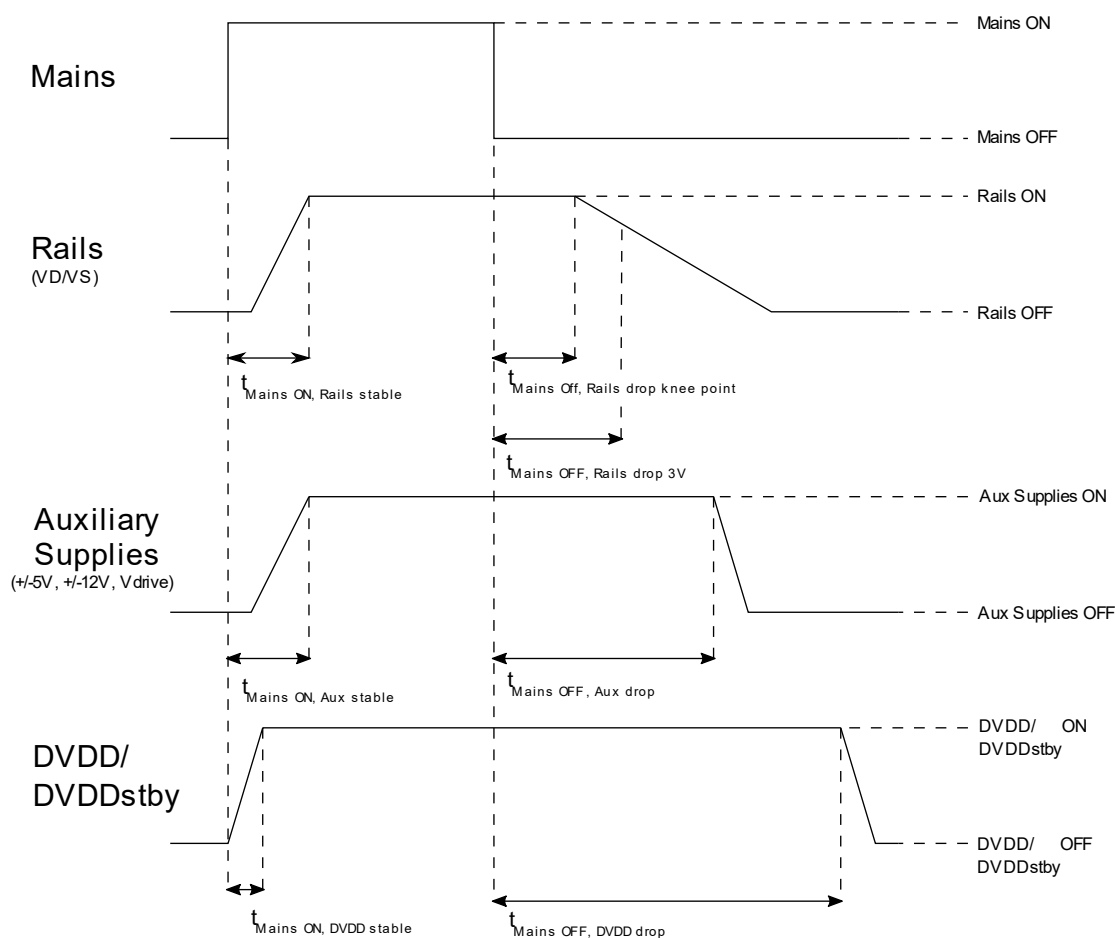 Mains ON
Mains
Mains OFF
Rails ON
Rails
(VD/VS)
Rails OFF
tMains ON, Rails stable
tMains Off, Rails drop knee point
tMains OFF, Rails drop 3V
Aux Supplies ON
Auxiliary
Supplies
(+/-5V, +/-12V, Vdrive)
Aux Supplies OFF
tMains ON, Aux stable
tMains OFF, Aux drop
DVDD/ ON
DVDDstby
DVDD/
DVDDstby
DVDD/ OFF
DVDDstby
tMains ON, DVDD stable
tMains OFF, DVDD drop